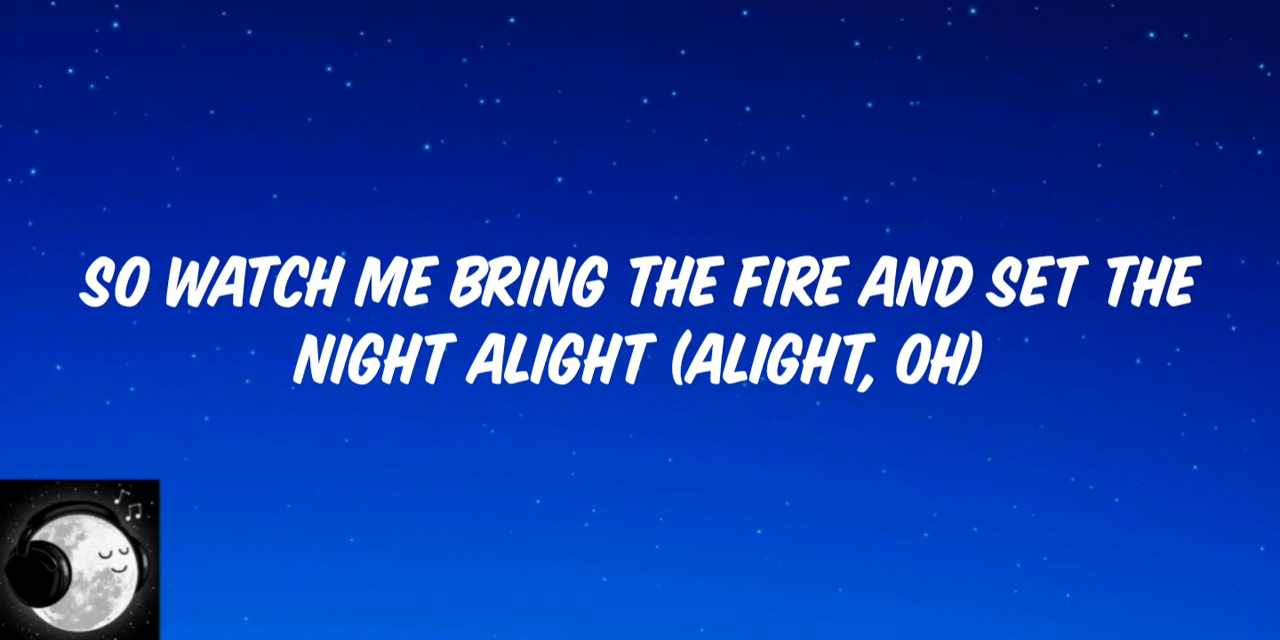 SO WATCH ME BRING THE FIRE AND SET THE
NIGHT ALIGHT (ALIGHT, OH)